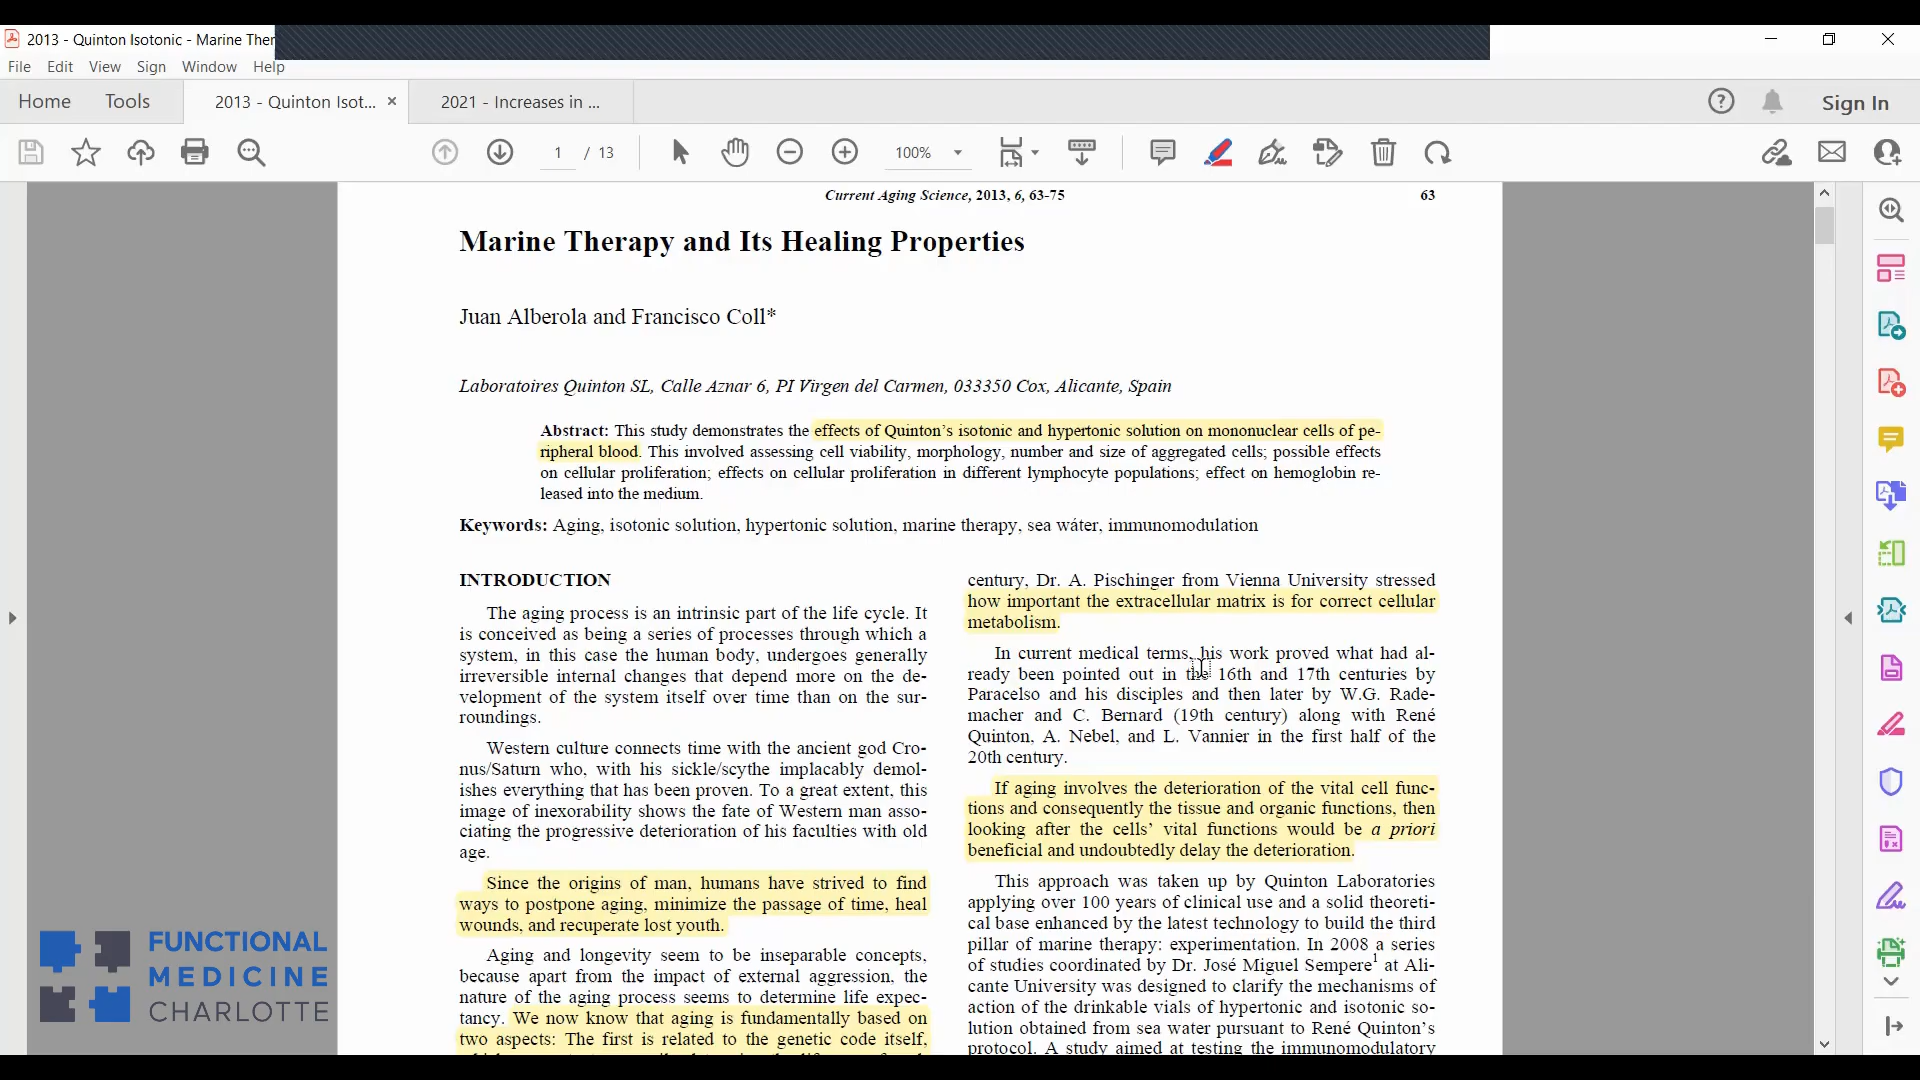 2013 - Quinton Isotonic - Marine Ther
File Edit View Sign Window Help
Home Tools 2013 - Quinton Isot... × 2021 - Increases in ... Sign In
1 / 13 100%
Current Aging Science, 2013, 6, 63-75 63
Marine Therapy and Its Healing Properties
Juan Alberola and Francisco Coll*
Laboratoires Quinton SL, Calle Aznar 6, PI Virgen del Carmen, 033350 Cox, Alicante, Spain
Abstract: This study demonstrates the effects of Quinton's isotonic and hypertonic solution on mononuclear cells of pe-
ripheral blood. This involved assessing cell viability, morphology, number and size of aggregated cells; possible effects
on cellular proliferation; effects on cellular proliferation in different lymphocyte populations; effect on hemoglobin re-
leased into the medium.
Keywords: Aging, isotonic solution, hypertonic solution, marine therapy, sea wáter, immunomodulation
INTRODUCTION
The aging process is an intrinsic part of the life cycle. It
is conceived as being a series of processes through which a
system, in this case the human body, undergoes generally
irreversible internal changes that depend more on the de-
velopment of the system itself over time than on the sur-
roundings.
Western culture connects time with the ancient god Cro-
nus/Saturn who, with his sickle/scythe implacably demol-
ishes everything that has been proven. To a great extent, this
image of inexorability shows the fate of Western man asso-
ciating the progressive deterioration of his faculties with old
age.
Since the origins of man, humans have strived to find
ways to postpone aging, minimize the passage of time, heal
wounds, and recuperate lost youth.
Aging and longevity seem to be inseparable concepts,
because apart from the impact of external aggression, the
nature of the aging process seems to determine life expec-
tancy. We now know that aging is fundamentally based on
two aspects: The first is related to the genetic code itself,
century, Dr. A. Pischinger from Vienna University stressed
how important the extracellular matrix is for correct cellular
metabolism.
In current medical terms, his work proved what had al-
ready been pointed out in the 16th and 17th centuries by
Paracelso and his disciples and then later by W.G. Rade-
macher and C. Bernard (19th century) along with René
Quinton, A. Nebel, and L. Vannier in the first half of the
20th century.
If aging involves the deterioration of the vital cell func-
tions and consequently the tissue and organic functions, then
looking after the cells' vital functions would be a priori
beneficial and undoubtedly delay the deterioration.
This approach was taken up by Quinton Laboratories
applying over 100 years of clinical use and a solid theoreti-
cal base enhanced by the latest technology to build the third
pillar of marine therapy: experimentation. In 2008 a series
of studies coordinated by Dr. José Miguel Sempere1 at Ali-
cante University was designed to clarify the mechanisms of
action of the drinkable vials of hypertonic and isotonic so-
lution obtained from sea water pursuant to René Quinton's
protocol. A study aimed at testing the immunomodulatory
FUNCTIONAL
MEDICINE
CHARLOTTE